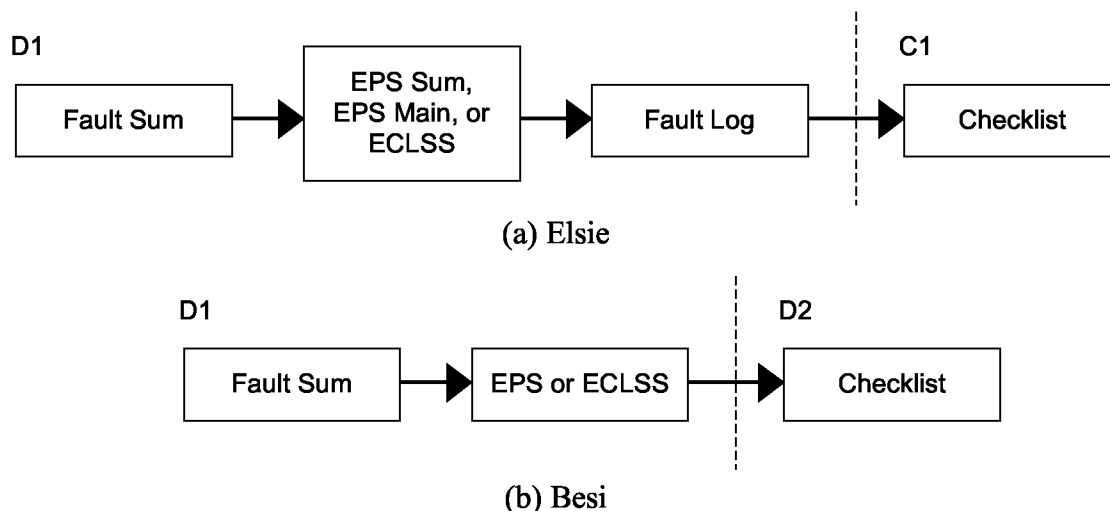 D1
C1
Fault Sum
EPS Sum,
EPS Main, or
ECLSS
Fault Log
Checklist
(a) Elsie
D1
D2
Fault Sum
EPS or ECLSS
Checklist
(b) Besi